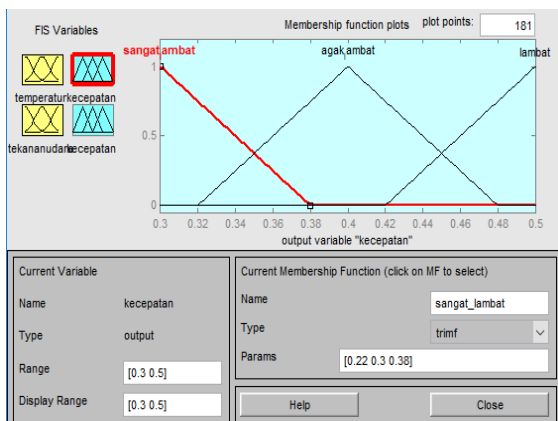 FIS Variables
Membership function plots
plot points:
181
sangat_lambat
agak_lambat
lambat
temperatur
kecepatan
tekananudara
kecepatan
1
0.5
0
0.3
0.32
0.34
0.36
0.38
0.4
0.42
0.44
0.46
0.48
0.5
output variable "kecepatan"
Current Variable
Name
kecepatan
Type
output
Range
[0.3 0.5]
Display Range
[0.3 0.5]
Current Membership Function (click on MF to select)
Name
sangat_lambat
Type
trimf
Params
[0.22 0.3 0.38]
Help
Close